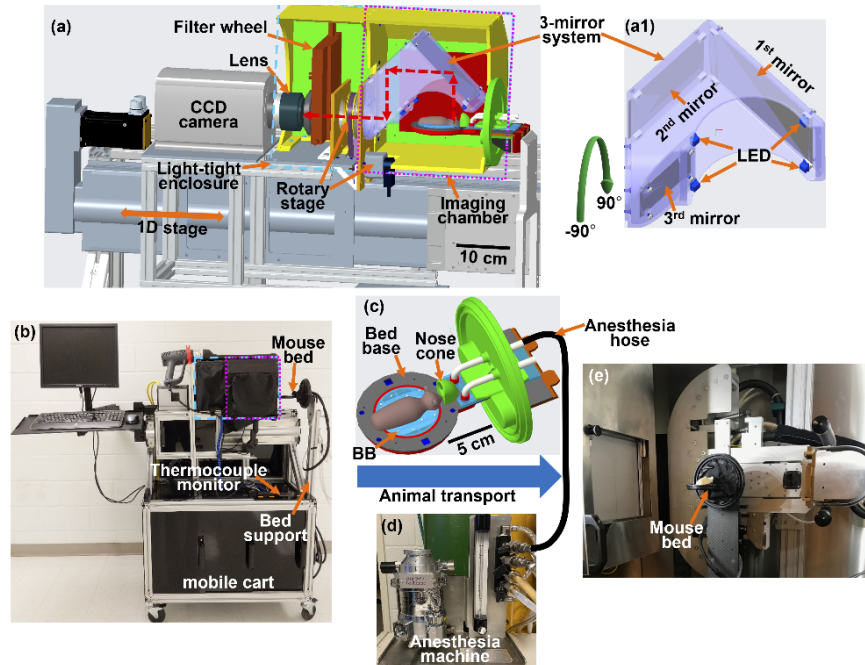 (a)
Filter wheel
Lens
CCD
camera
Light-tight
enclosure
Rotary
stage
Imaging
chamber
1D stage
10 cm
3-mirror
system
(a1)
1st mirror
2nd mirror
LED
3rd mirror
90°
-90°
(b)
Mouse
bed
Thermocouple
monitor
Bed
support
mobile cart
(c)
Bed
base
Nose
cone
Anesthesia
hose
BB
5 cm
Animal transport
(d)
Anesthesia
machine
(e)
Mouse
bed